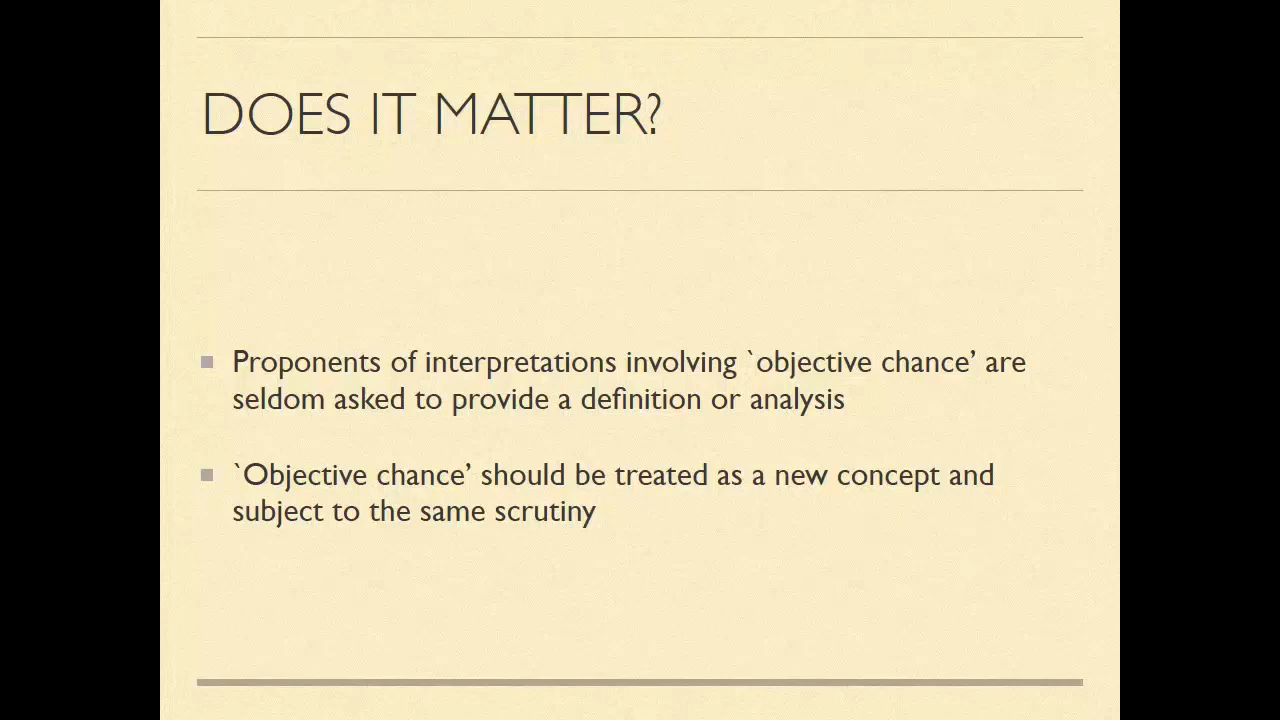 DOES IT MATTER?
Proponents of interpretations involving `objective chance’ are
seldom asked to provide a definition or analysis
`Objective chance’ should be treated as a new concept and
subject to the same scrutiny